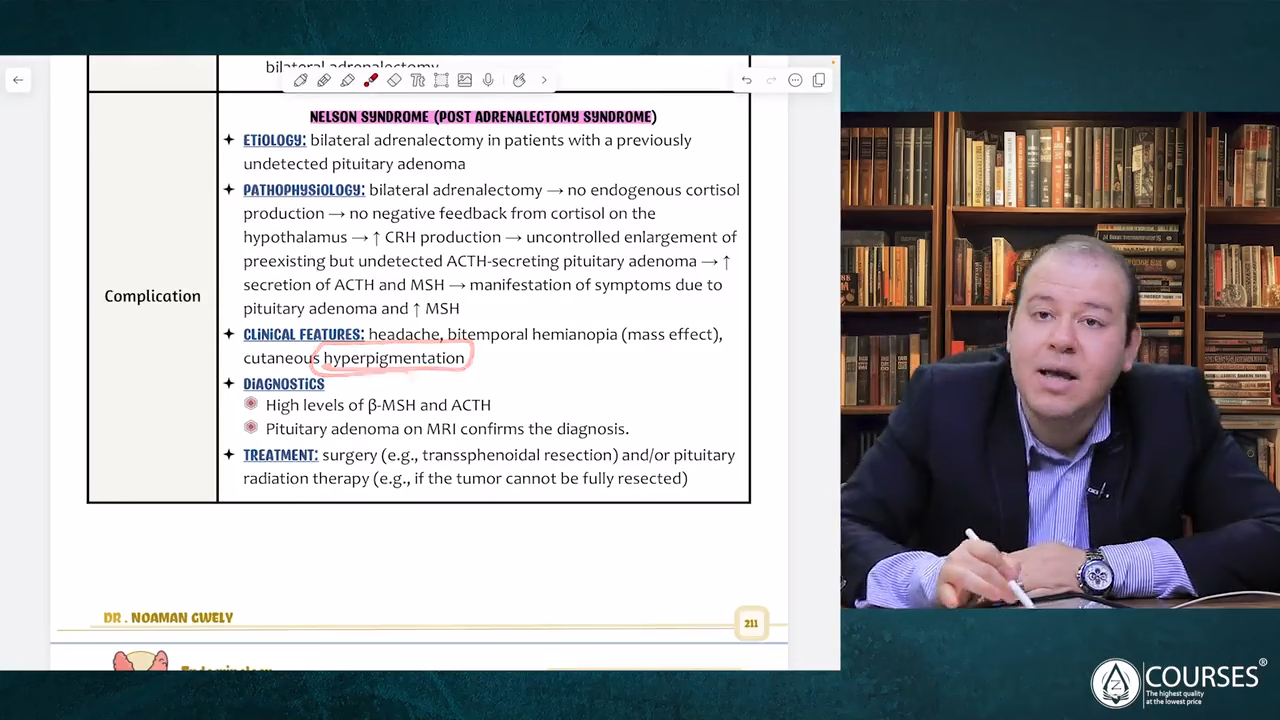 bilateral adrenalectomy
NELSON SYNDROME (POST ADRENALECTOMY SYNDROME)
ETIOLOGY: bilateral adrenalectomy in patients with a previously
undetected pituitary adenoma
PATHOPHYSIOLOGY: bilateral adrenalectomy → no endogenous cortisol
production → no negative feedback from cortisol on the
hypothalamus → ↑ CRH production → uncontrolled enlargement of
preexisting but undetected ACTH-secreting pituitary adenoma → ↑
Complication
secretion of ACTH and MSH → manifestation of symptoms due to
pituitary adenoma and ↑ MSH
CLINICAL FEATURES: headache, bitemporal hemianopia (mass effect),
cutaneous hyperpigmentation
DIAGNOSTICS
High levels of β-MSH and ACTH
Pituitary adenoma on MRI confirms the diagnosis.
TREATMENT: surgery (e.g., transsphenoidal resection) and/or pituitary
radiation therapy (e.g., if the tumor cannot be fully resected)
DR . NOAMAN GWELY
211
COURSES®
The highest quality
at the lowest price